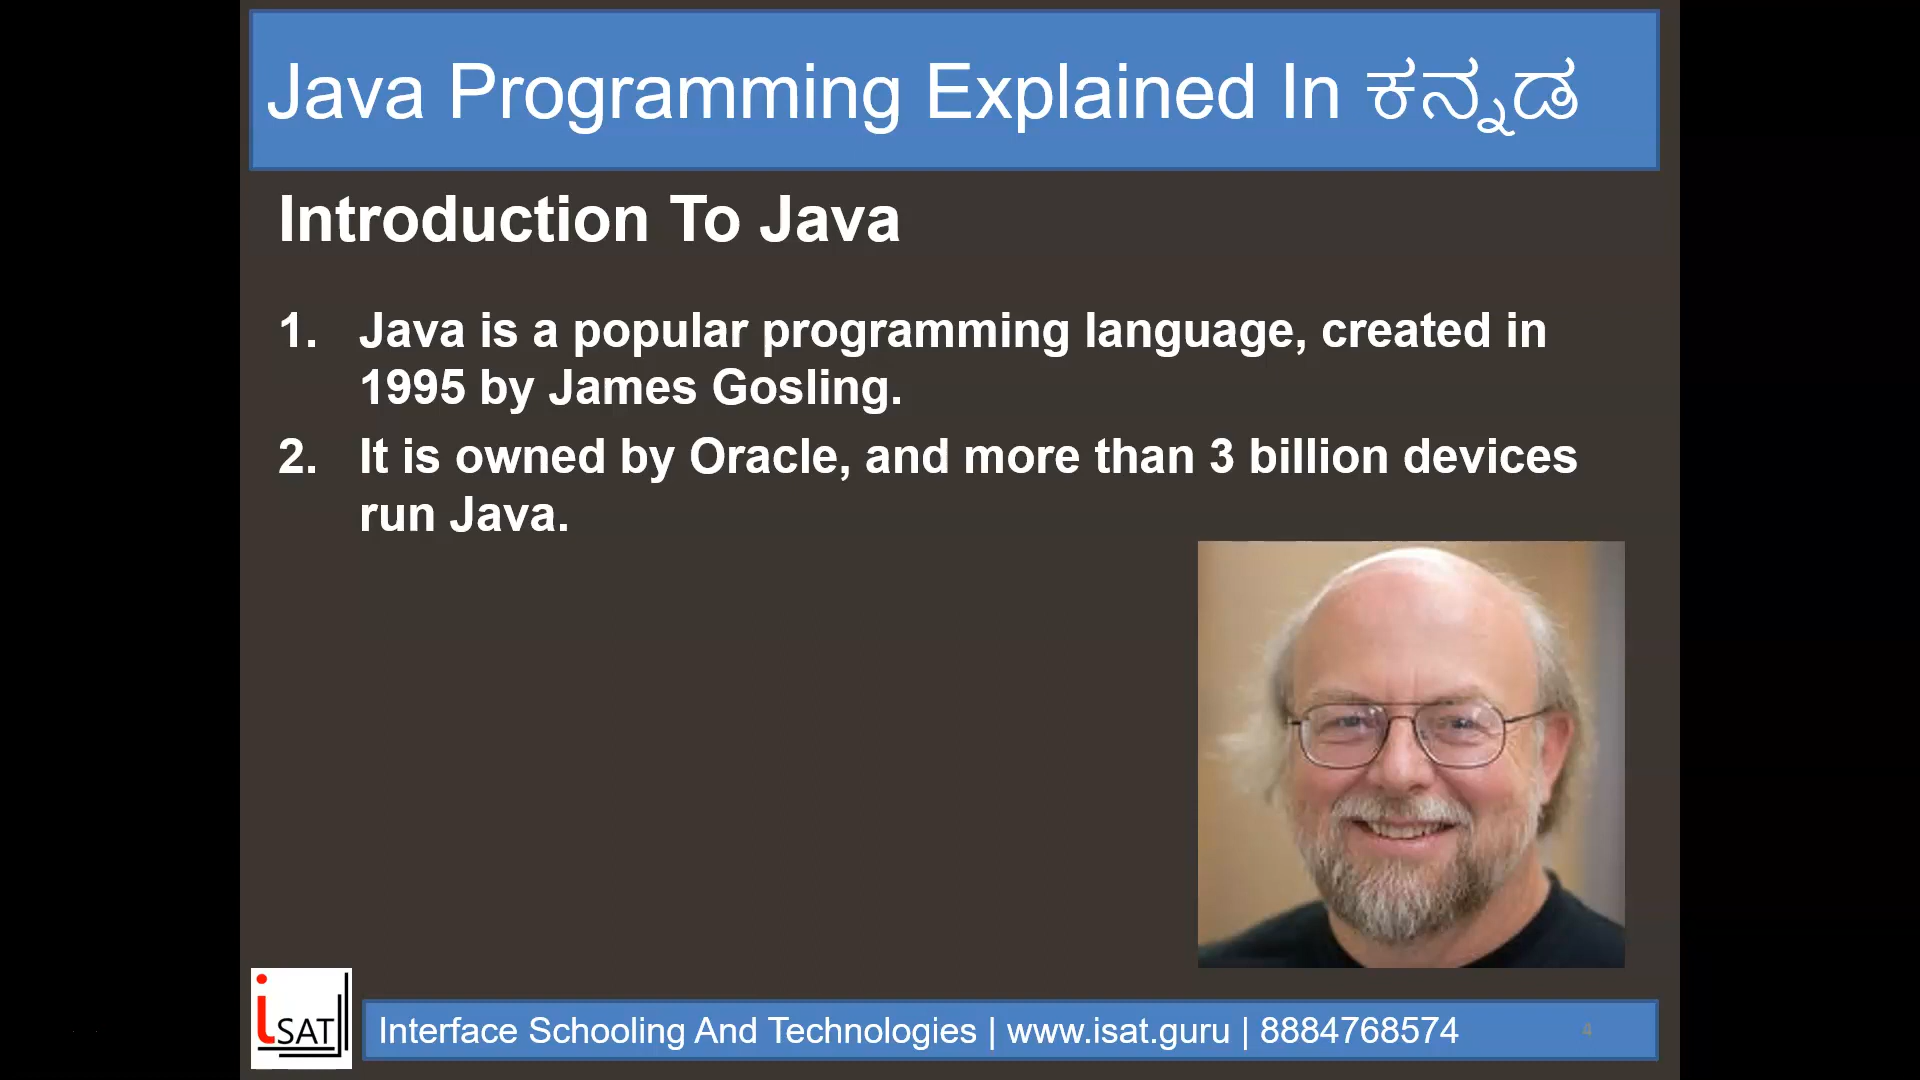 Java Programming Explained In ಕನ್ನಡ
Introduction To Java
1. Java is a popular programming language, created in
1995 by James Gosling.
2. It is owned by Oracle, and more than 3 billion devices
run Java.
iSAT
Interface Schooling And Technologies | www.isat.guru | 8884768574
4